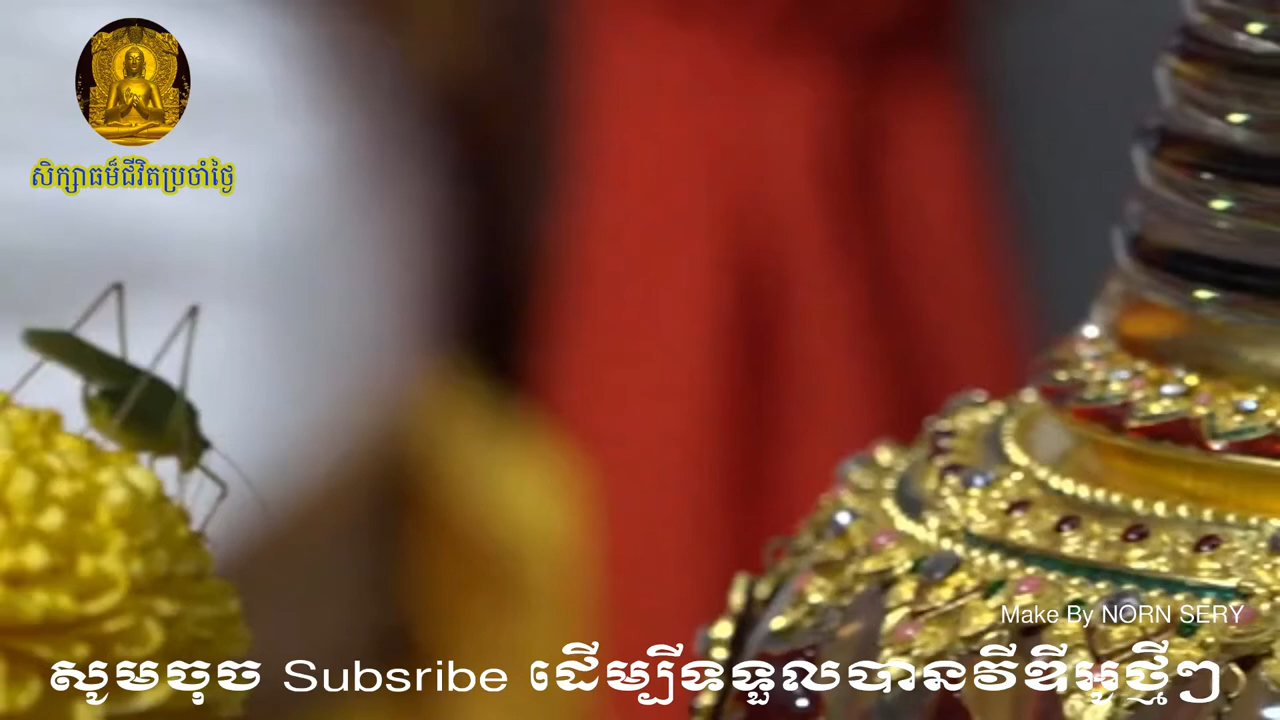 សិក្សាធម៌ជីវិតប្រចាំថ្ងៃ
Make By NORN SERY
សូមចុច Subsribe ដើម្បីទទួលបានវីឌីអូថ្មីៗ